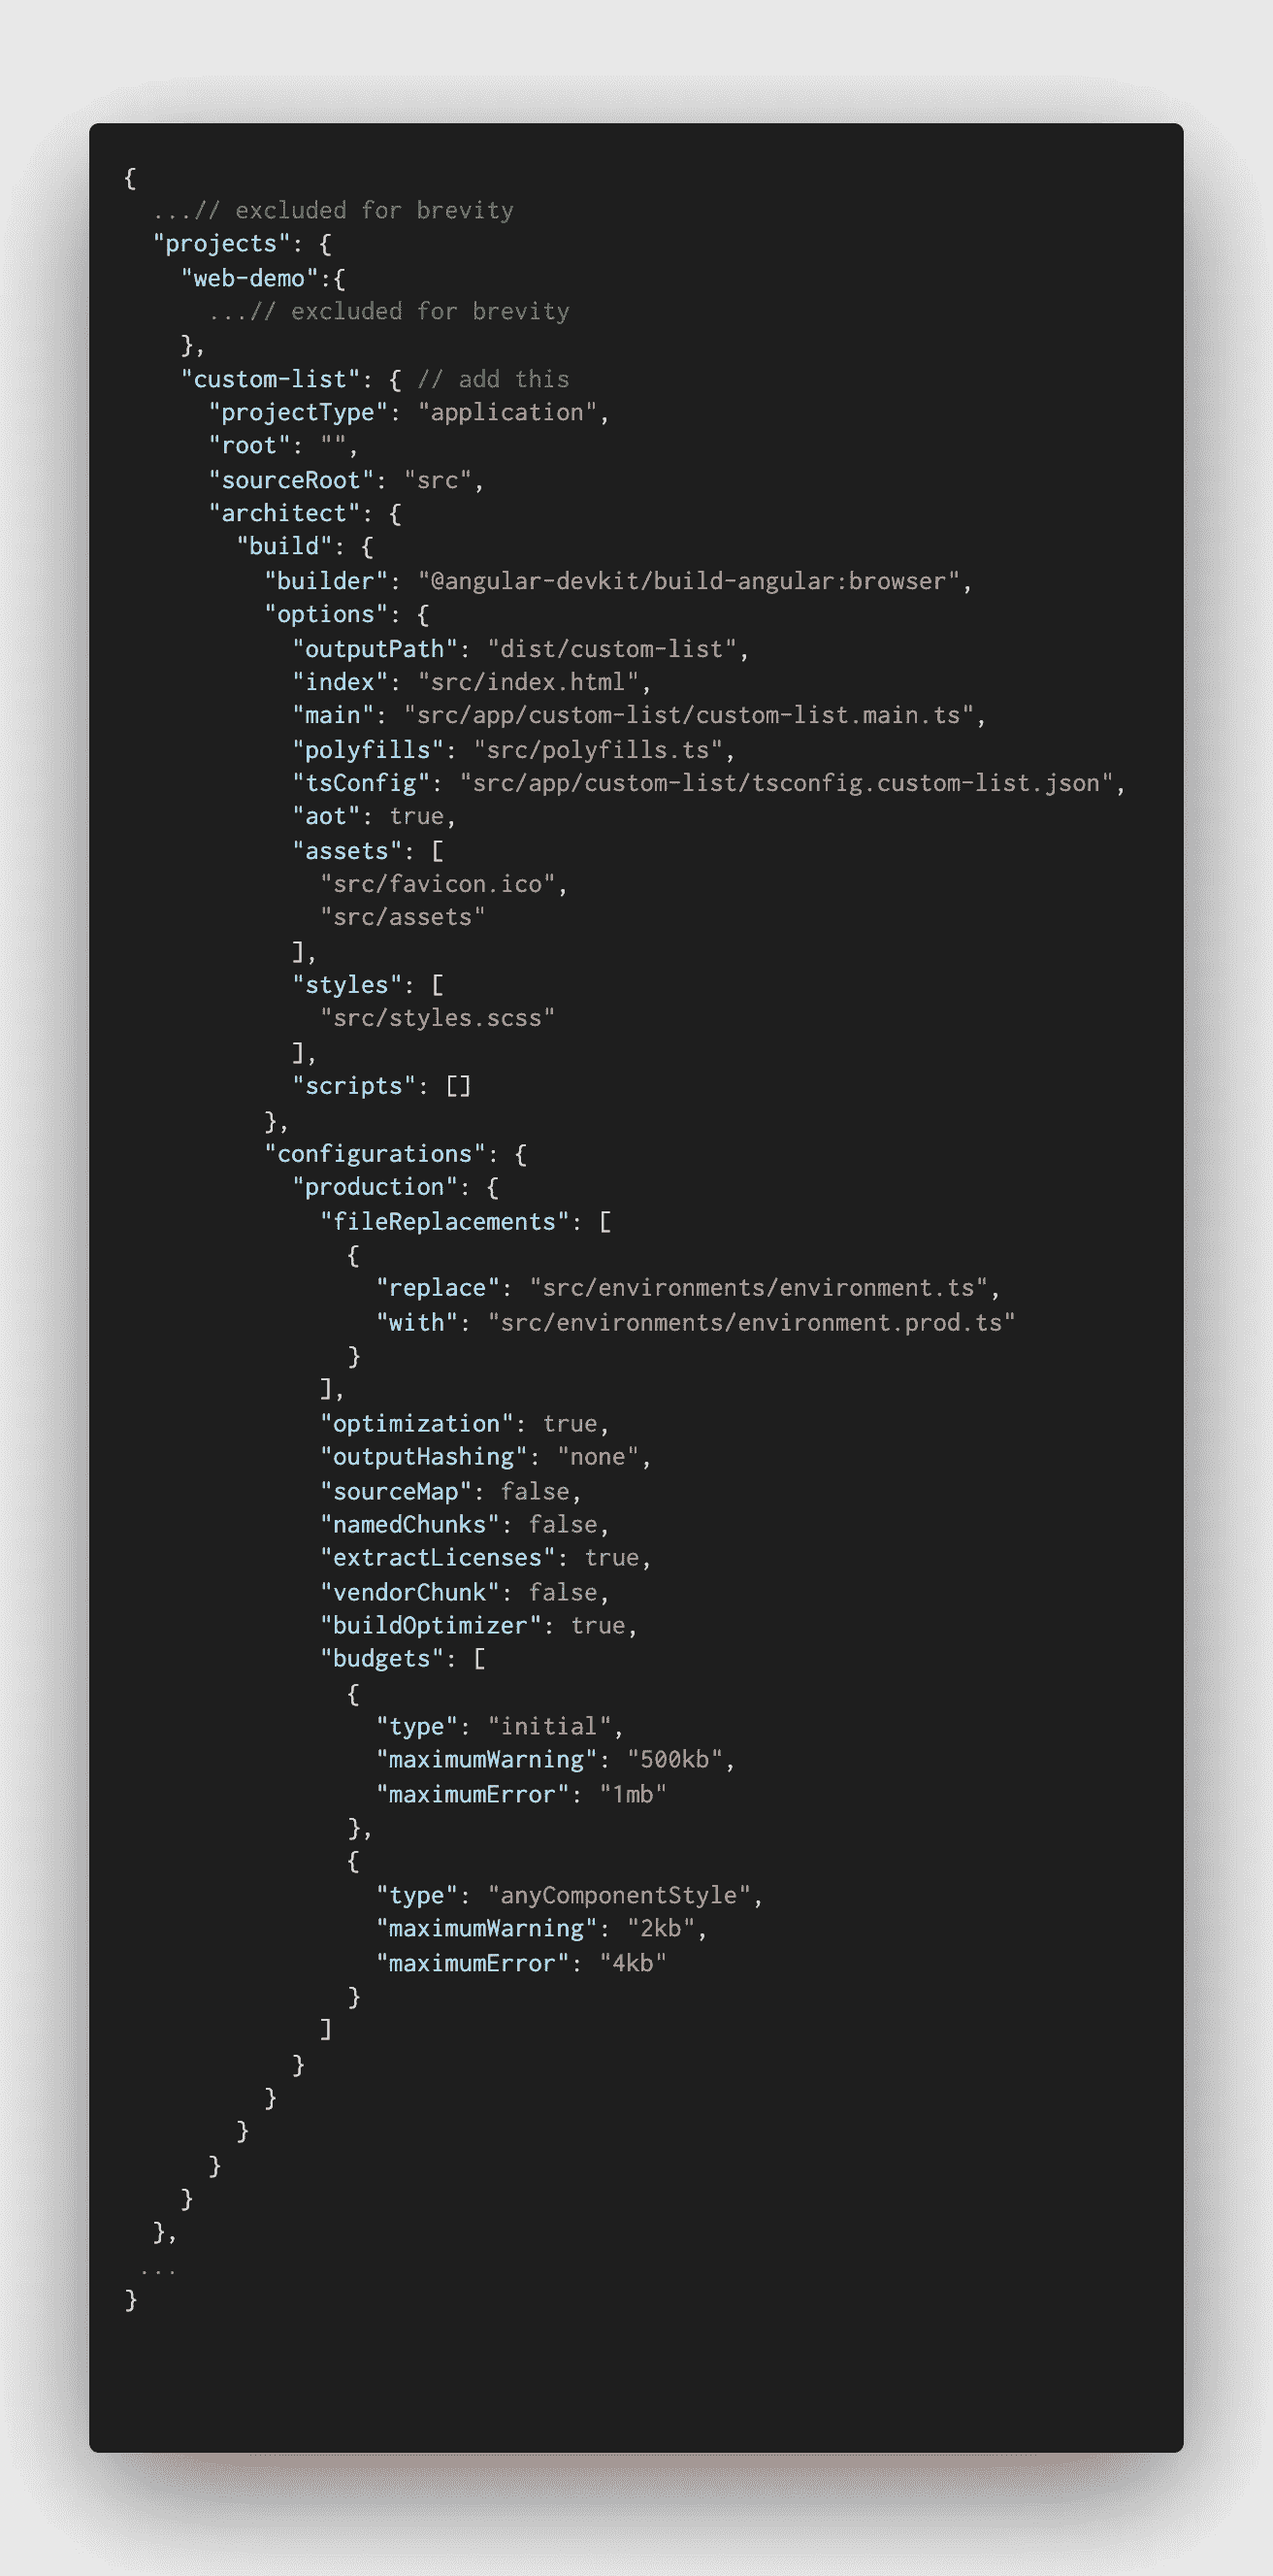 {
  ...// excluded for brevity
  "projects": {
    "web-demo":{
      ...// excluded for brevity
    },
    "custom-list": { // add this
      "projectType": "application",
      "root": "",
      "sourceRoot": "src",
      "architect": {
        "build": {
          "builder": "@angular-devkit/build-angular:browser",
          "options": {
            "outputPath": "dist/custom-list",
            "index": "src/index.html",
            "main": "src/app/custom-list/custom-list.main.ts",
            "polyfills": "src/polyfills.ts",
            "tsConfig": "src/app/custom-list/tsconfig.custom-list.json",
            "aot": true,
            "assets": [
              "src/favicon.ico",
              "src/assets"
            ],
            "styles": [
              "src/styles.scss"
            ],
            "scripts": []
          },
          "configurations": {
            "production": {
              "fileReplacements": [
                {
                  "replace": "src/environments/environment.ts",
                  "with": "src/environments/environment.prod.ts"
                }
              ],
              "optimization": true,
              "outputHashing": "none",
              "sourceMap": false,
              "namedChunks": false,
              "extractLicenses": true,
              "vendorChunk": false,
              "buildOptimizer": true,
              "budgets": [
                {
                  "type": "initial",
                  "maximumWarning": "500kb",
                  "maximumError": "1mb"
                },
                {
                  "type": "anyComponentStyle",
                  "maximumWarning": "2kb",
                  "maximumError": "4kb"
                }
              ]
            }
          }
        }
      }
    }
  },
 ...
}